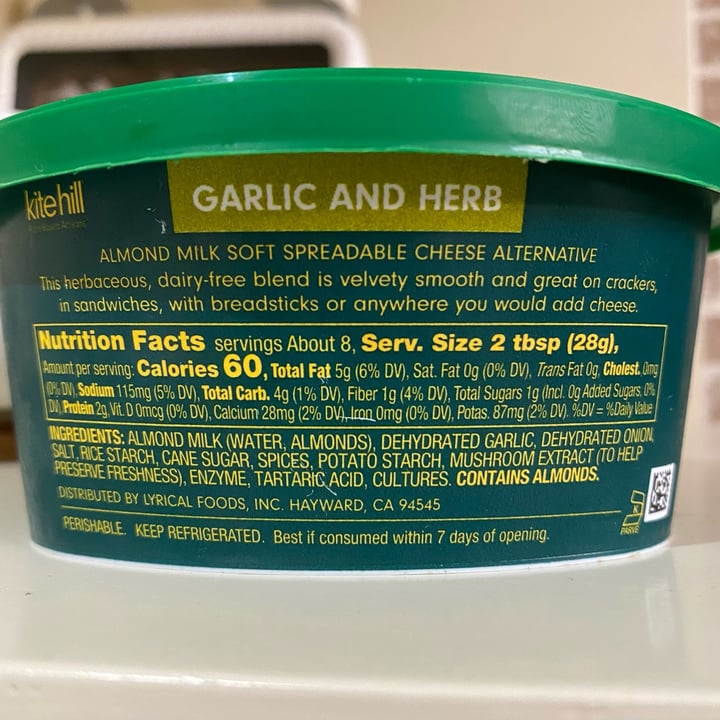 kitehill
GARLIC AND HERB
ALMOND MILK SOFT SPREADABLE CHEESE ALTERNATIVE
This herbaceous, dairy-free blend is velvety smooth and great on crackers,
in sandwiches, with breadsticks or anywhere you would add cheese.
Nutrition Facts servings About 8, Serv. Size 2 tbsp (28g),
Amount per serving: Calories 60, Total Fat 5g (6% DV), Sat. Fat 0g (0% DV), Trans Fat 0g, Cholest. 0mg
(0% DV), Sodium 115mg (5% DV), Total Carb. 4g (1% DV), Fiber 1g (4% DV), Total Sugars 1g (Incl. 0g Added Sugars, 0%
DV), Protein 2g, Vit. D 0mcg (0% DV), Calcium 28mg (2% DV), Iron 0mg (0% DV), Potas. 87mg (2% DV). %DV = %Daily Value
INGREDIENTS: ALMOND MILK (WATER, ALMONDS), DEHYDRATED GARLIC, DEHYDRATED ONION,
SALT, RICE STARCH, CANE SUGAR, SPICES, POTATO STARCH, MUSHROOM EXTRACT (TO HELP
PRESERVE FRESHNESS), ENZYME, TARTARIC ACID, CULTURES. CONTAINS ALMONDS.
DISTRIBUTED BY LYRICAL FOODS, INC. HAYWARD, CA 94545
K
PARVE
PERISHABLE. KEEP REFRIGERATED. Best if consumed within 7 days of opening.